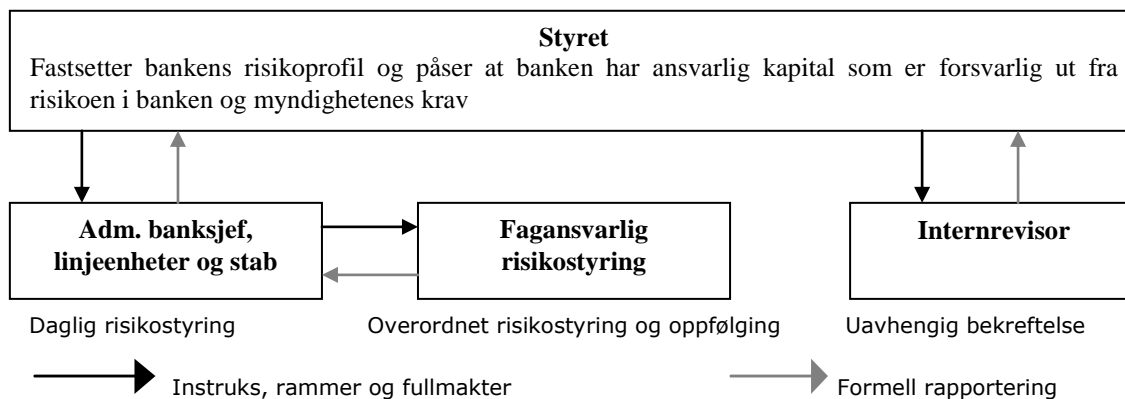 Styret
Fastsetter bankens risikoprofil og påser at banken har ansvarlig kapital som er forsvarlig ut fra
risikoen i banken og myndighetenes krav
Adm. banksjef,
linjeenheter og stab
Fagansvarlig
risikostyring
Internrevisor
Daglig risikostyring
Overordnet risikostyring og oppfølging
Uavhengig bekreftelse
Instruks, rammer og fullmakter
Formell rapportering